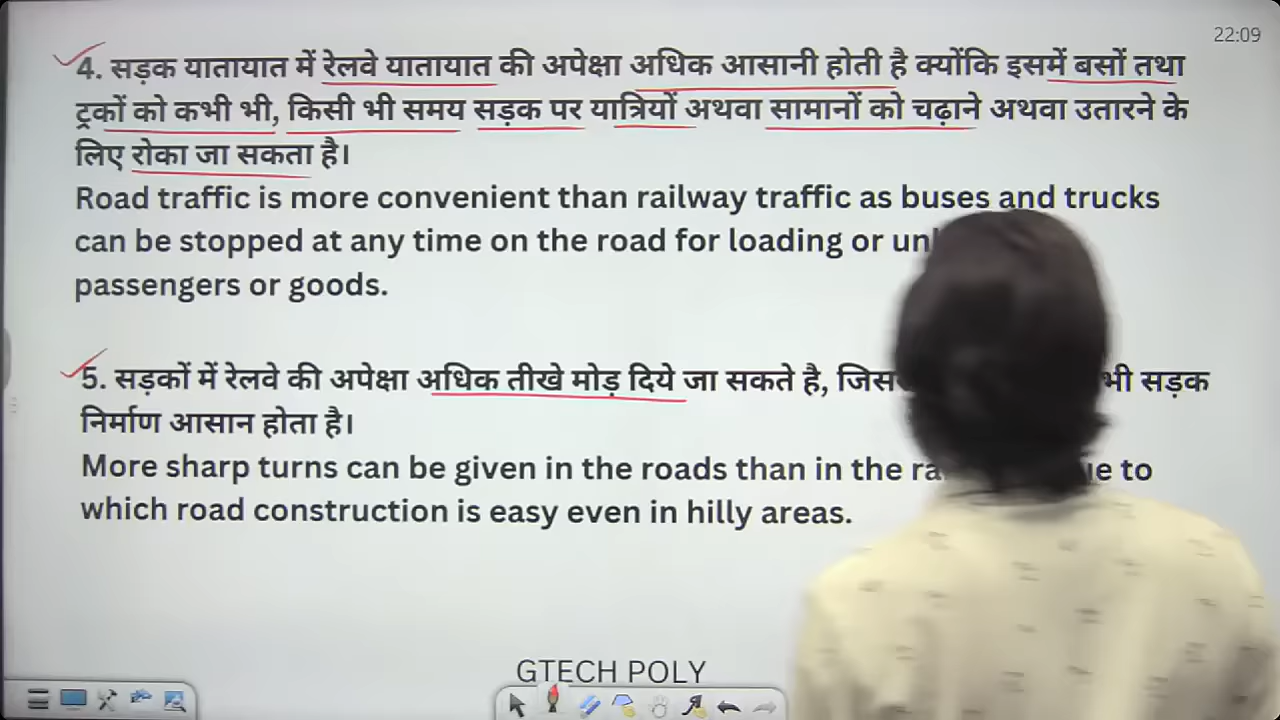 22:09
4. सड़क यातायात में रेलवे यातायात की अपेक्षा अधिक आसानी होती है क्योंकि इसमें बसों तथा
ट्रकों को कभी भी, किसी भी समय सड़क पर यात्रियों अथवा सामानों को चढ़ाने अथवा उतारने के
लिए रोका जा सकता है।
Road traffic is more convenient than railway traffic as buses and trucks
can be stopped at any time on the road for loading or
passengers or goods.
5. सड़कों में रेलवे की अपेक्षा अधिक तीखे मोड़ दिये जा सकते है, भी सड़क
निर्माण आसान होता है।
More sharp turns can be given in the roads than in the to
which road construction is easy even in hilly areas.
GTECH POLY